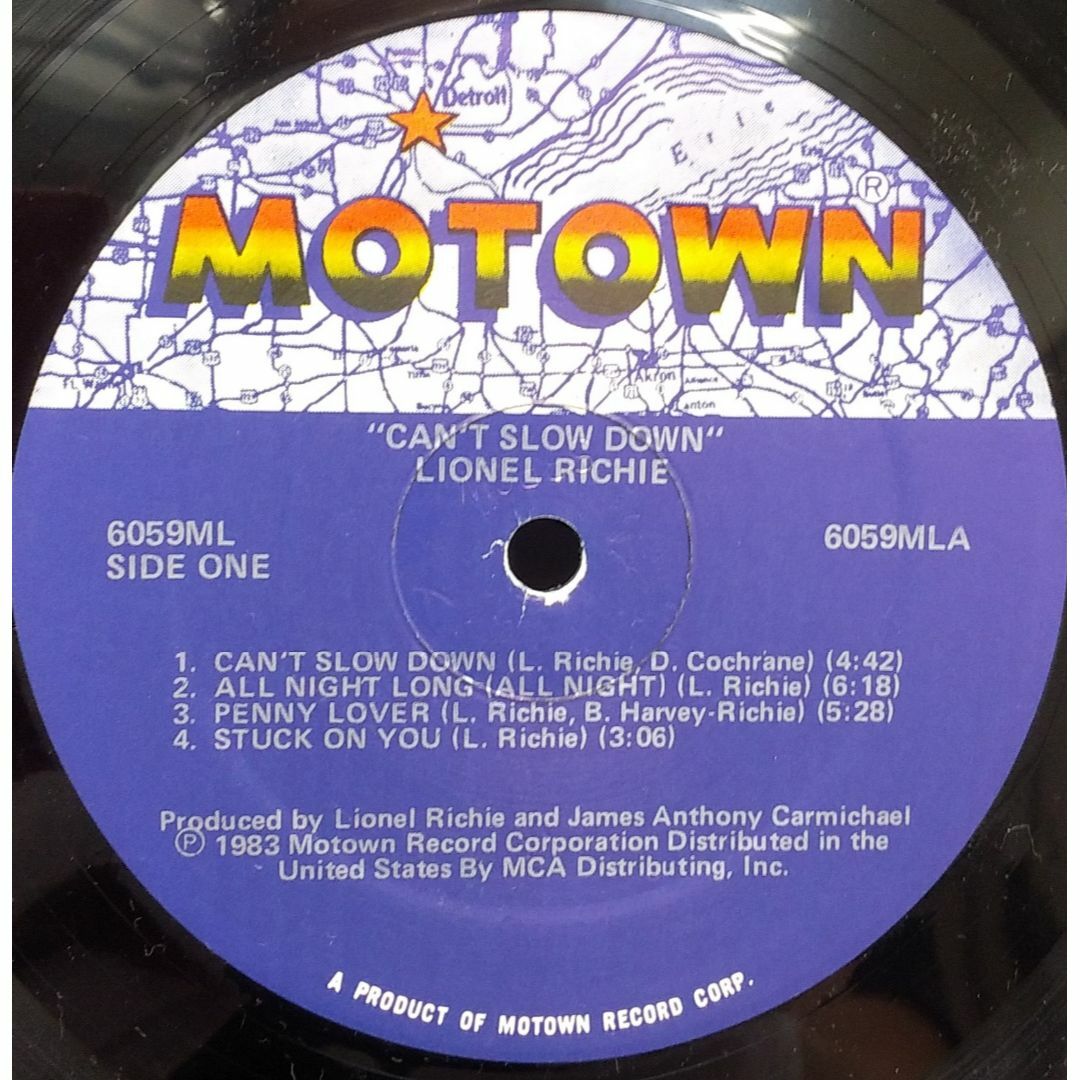 Detroit
Erie
®
MOTOWN
Akron
"CAN'T SLOW DOWN"
LIONEL RICHIE
6059ML
SIDE ONE
6059MLA
1. CAN'T SLOW DOWN (L. Richie, D. Cochrane) (4:42)
2. ALL NIGHT LONG (ALL NIGHT) (L. Richie) (6:18)
3. PENNY LOVER (L. Richie, B. Harvey-Richie) (5:28)
4. STUCK ON YOU (L. Richie) (3:06)
Produced by Lionel Richie and James Anthony Carmichael
℗ 1983 Motown Record Corporation Distributed in the
United States By MCA Distributing, Inc.
A PRODUCT OF MOTOWN RECORD CORP.